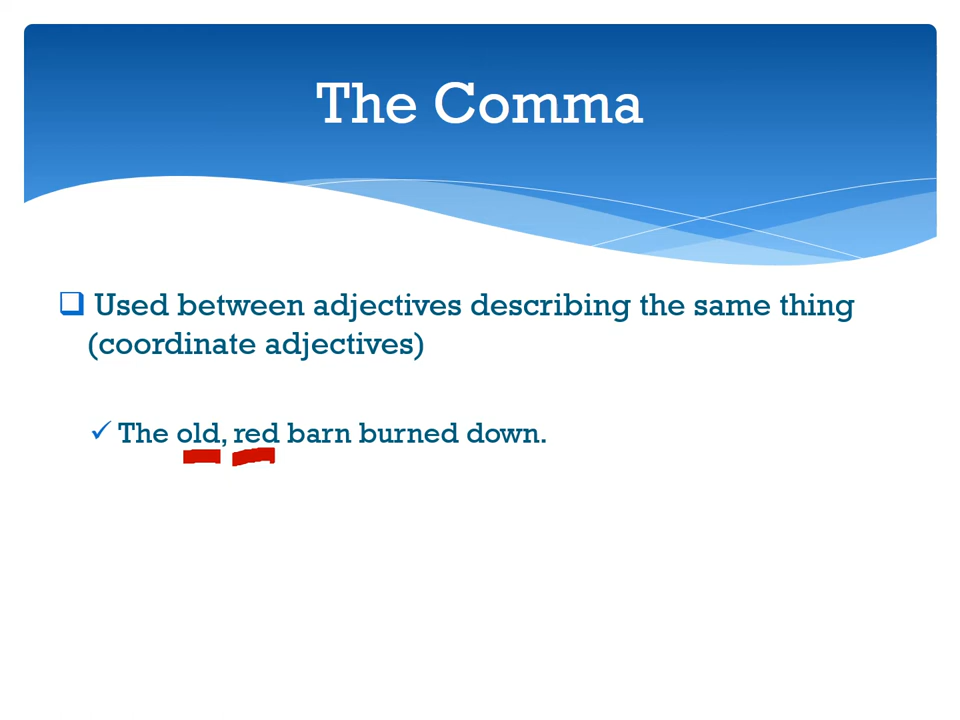 The Comma
Used between adjectives describing the same thing
(coordinate adjectives)
The old, red barn burned down.